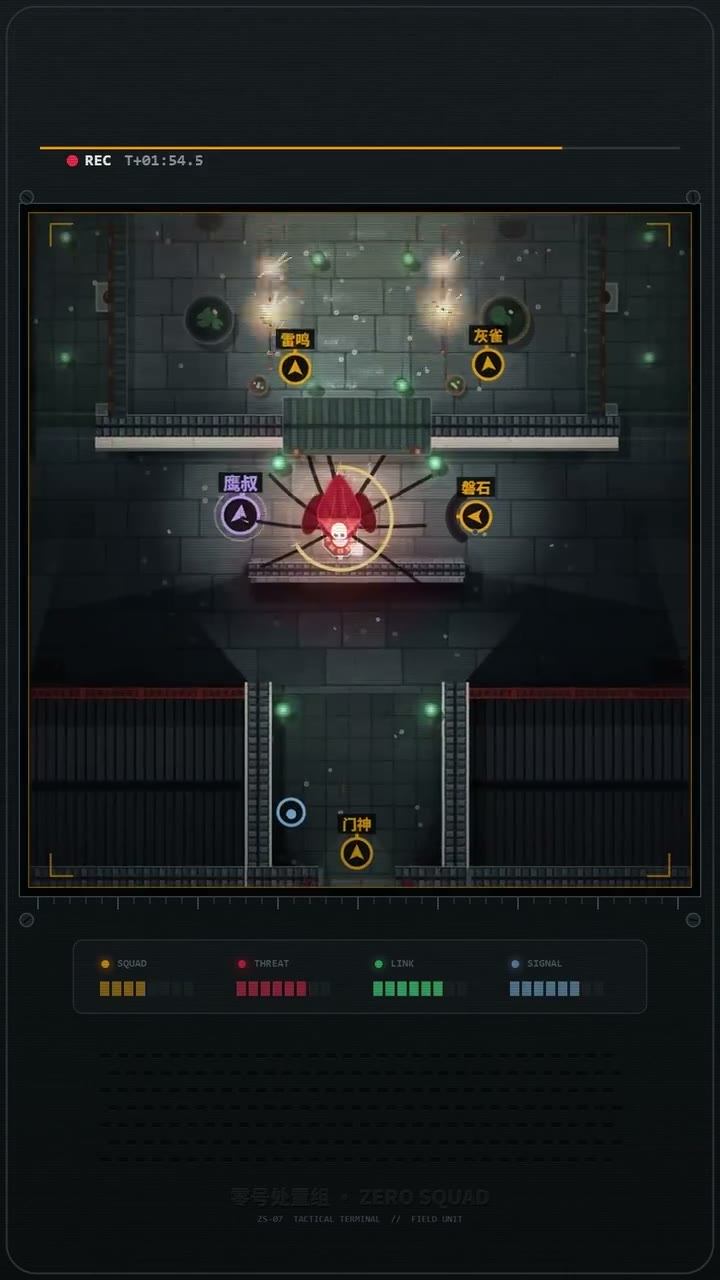 REC T+01:54.5
雷鸣
灰雀
鹰叔
磐石
门神
SQUAD THREAT LINK SIGNAL
零号处置组 · ZERO SQUAD
ZS-07 TACTICAL TERMINAL // FIELD UNIT